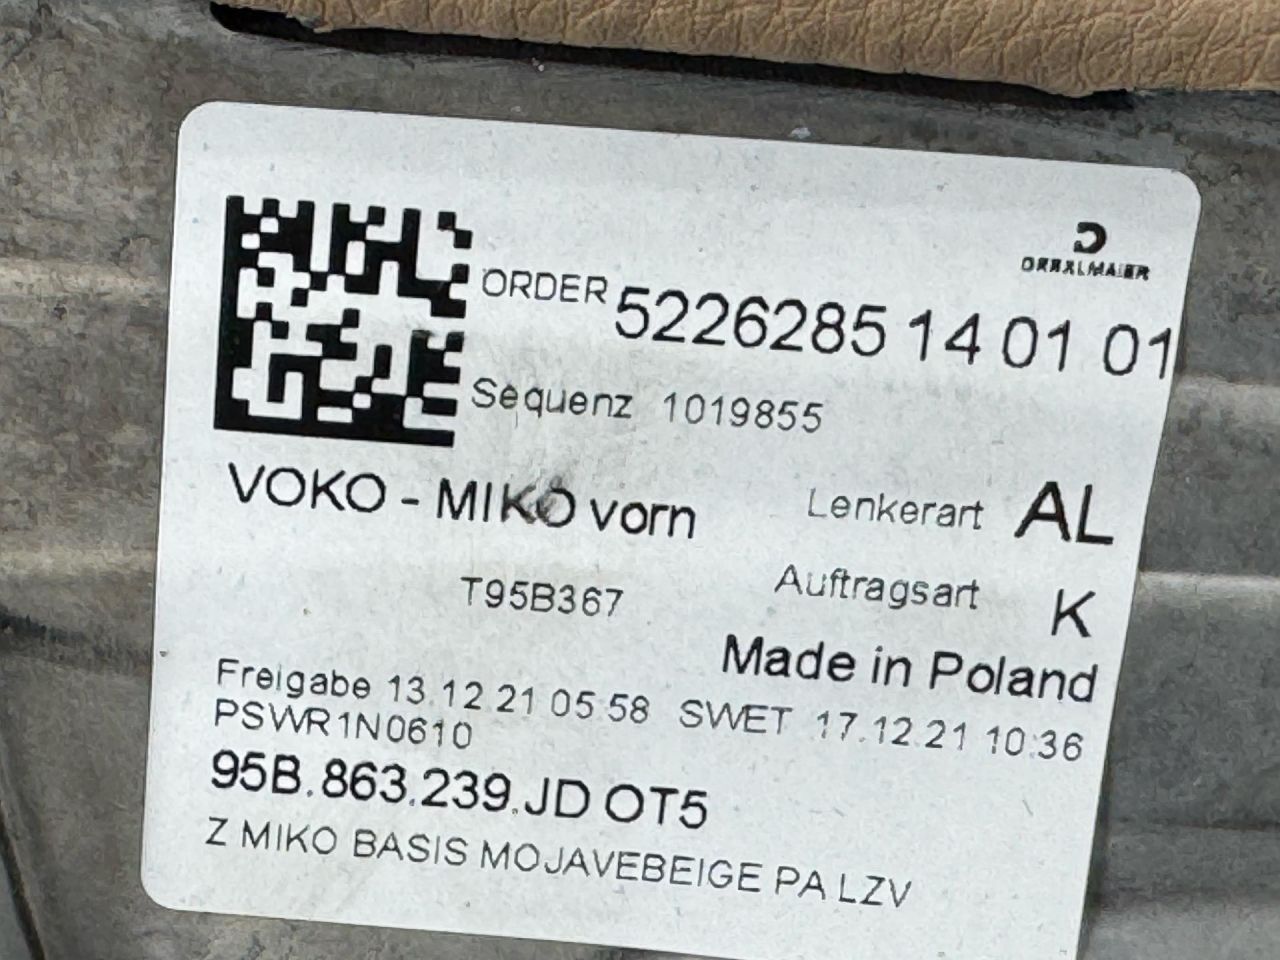 DRÄXLMAIER
ORDER 5226285 14 01 01
Sequenz 1019855
VOKO - MIKO vorn
Lenkerart AL
T95B367
Auftragsart K
Made in Poland
Freigabe 13.12.21 05:58 SWET 17.12.21 10:36
PSWR1N0610
95B.863.239.JD OT5
Z MIKO BASIS MOJAVEBEIGE PA LZV